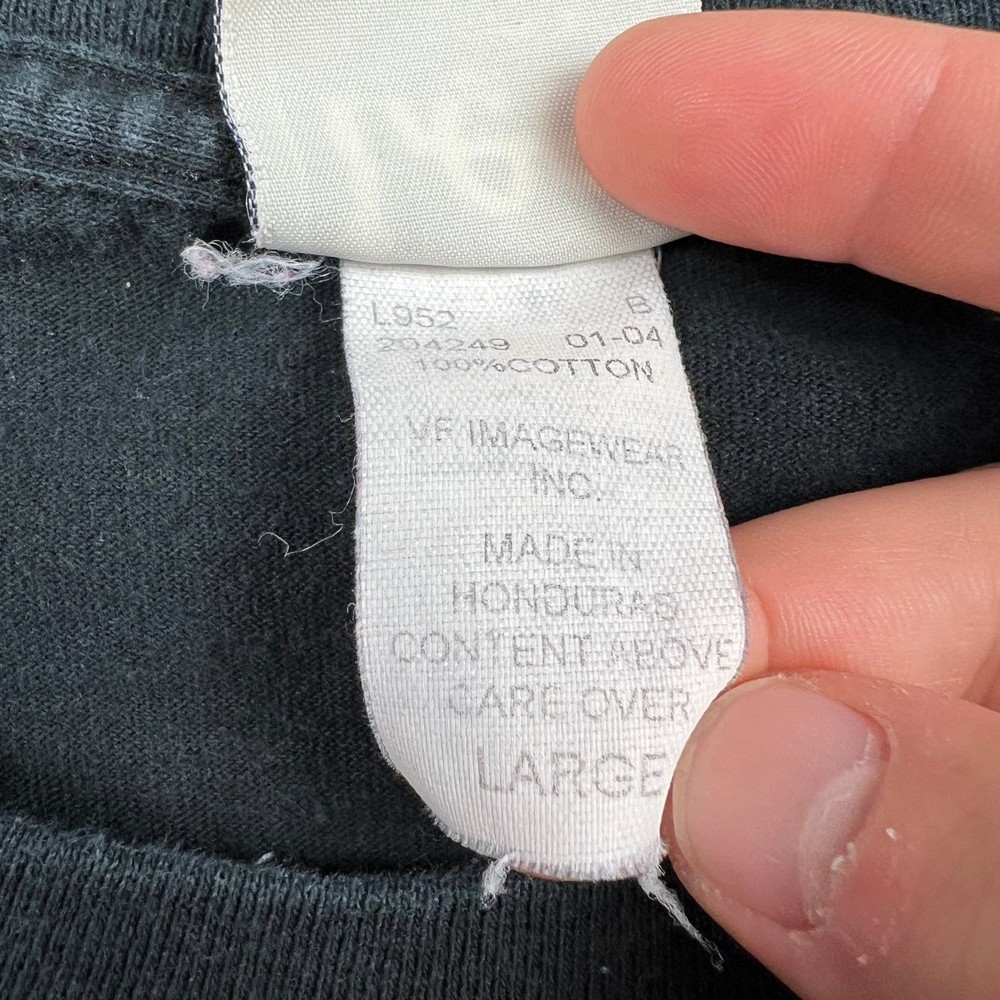 L952 B
204249 01-04
100%COTTON
VF IMAGEWEAR
INC.
MADE IN
HONDURAS
CONTENT ABOVE
CARE OVER
LARGE